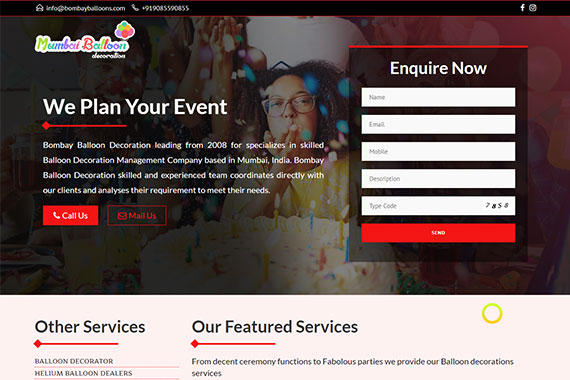 info@bombayballoons.com +919085590855
Mumbai Balloon
decoration
Enquire Now
We Plan Your Event
Bombay Balloon Decoration leading from 2008 for specializes in skilled
Balloon Decoration Management Company based in Mumbai, India. Bombay
Balloon Decoration skilled and experienced team coordinates directly with
our clients and analyses their requirement to meet their needs.
Call Us Mail Us
Name
Email
Mobile
Description
Type Code 7858
SEND
Other Services
BALLOON DECORATOR
HELIUM BALLOON DEALERS
Our Featured Services
From decent ceremony functions to Fabolous parties we provide our Balloon decorations
services